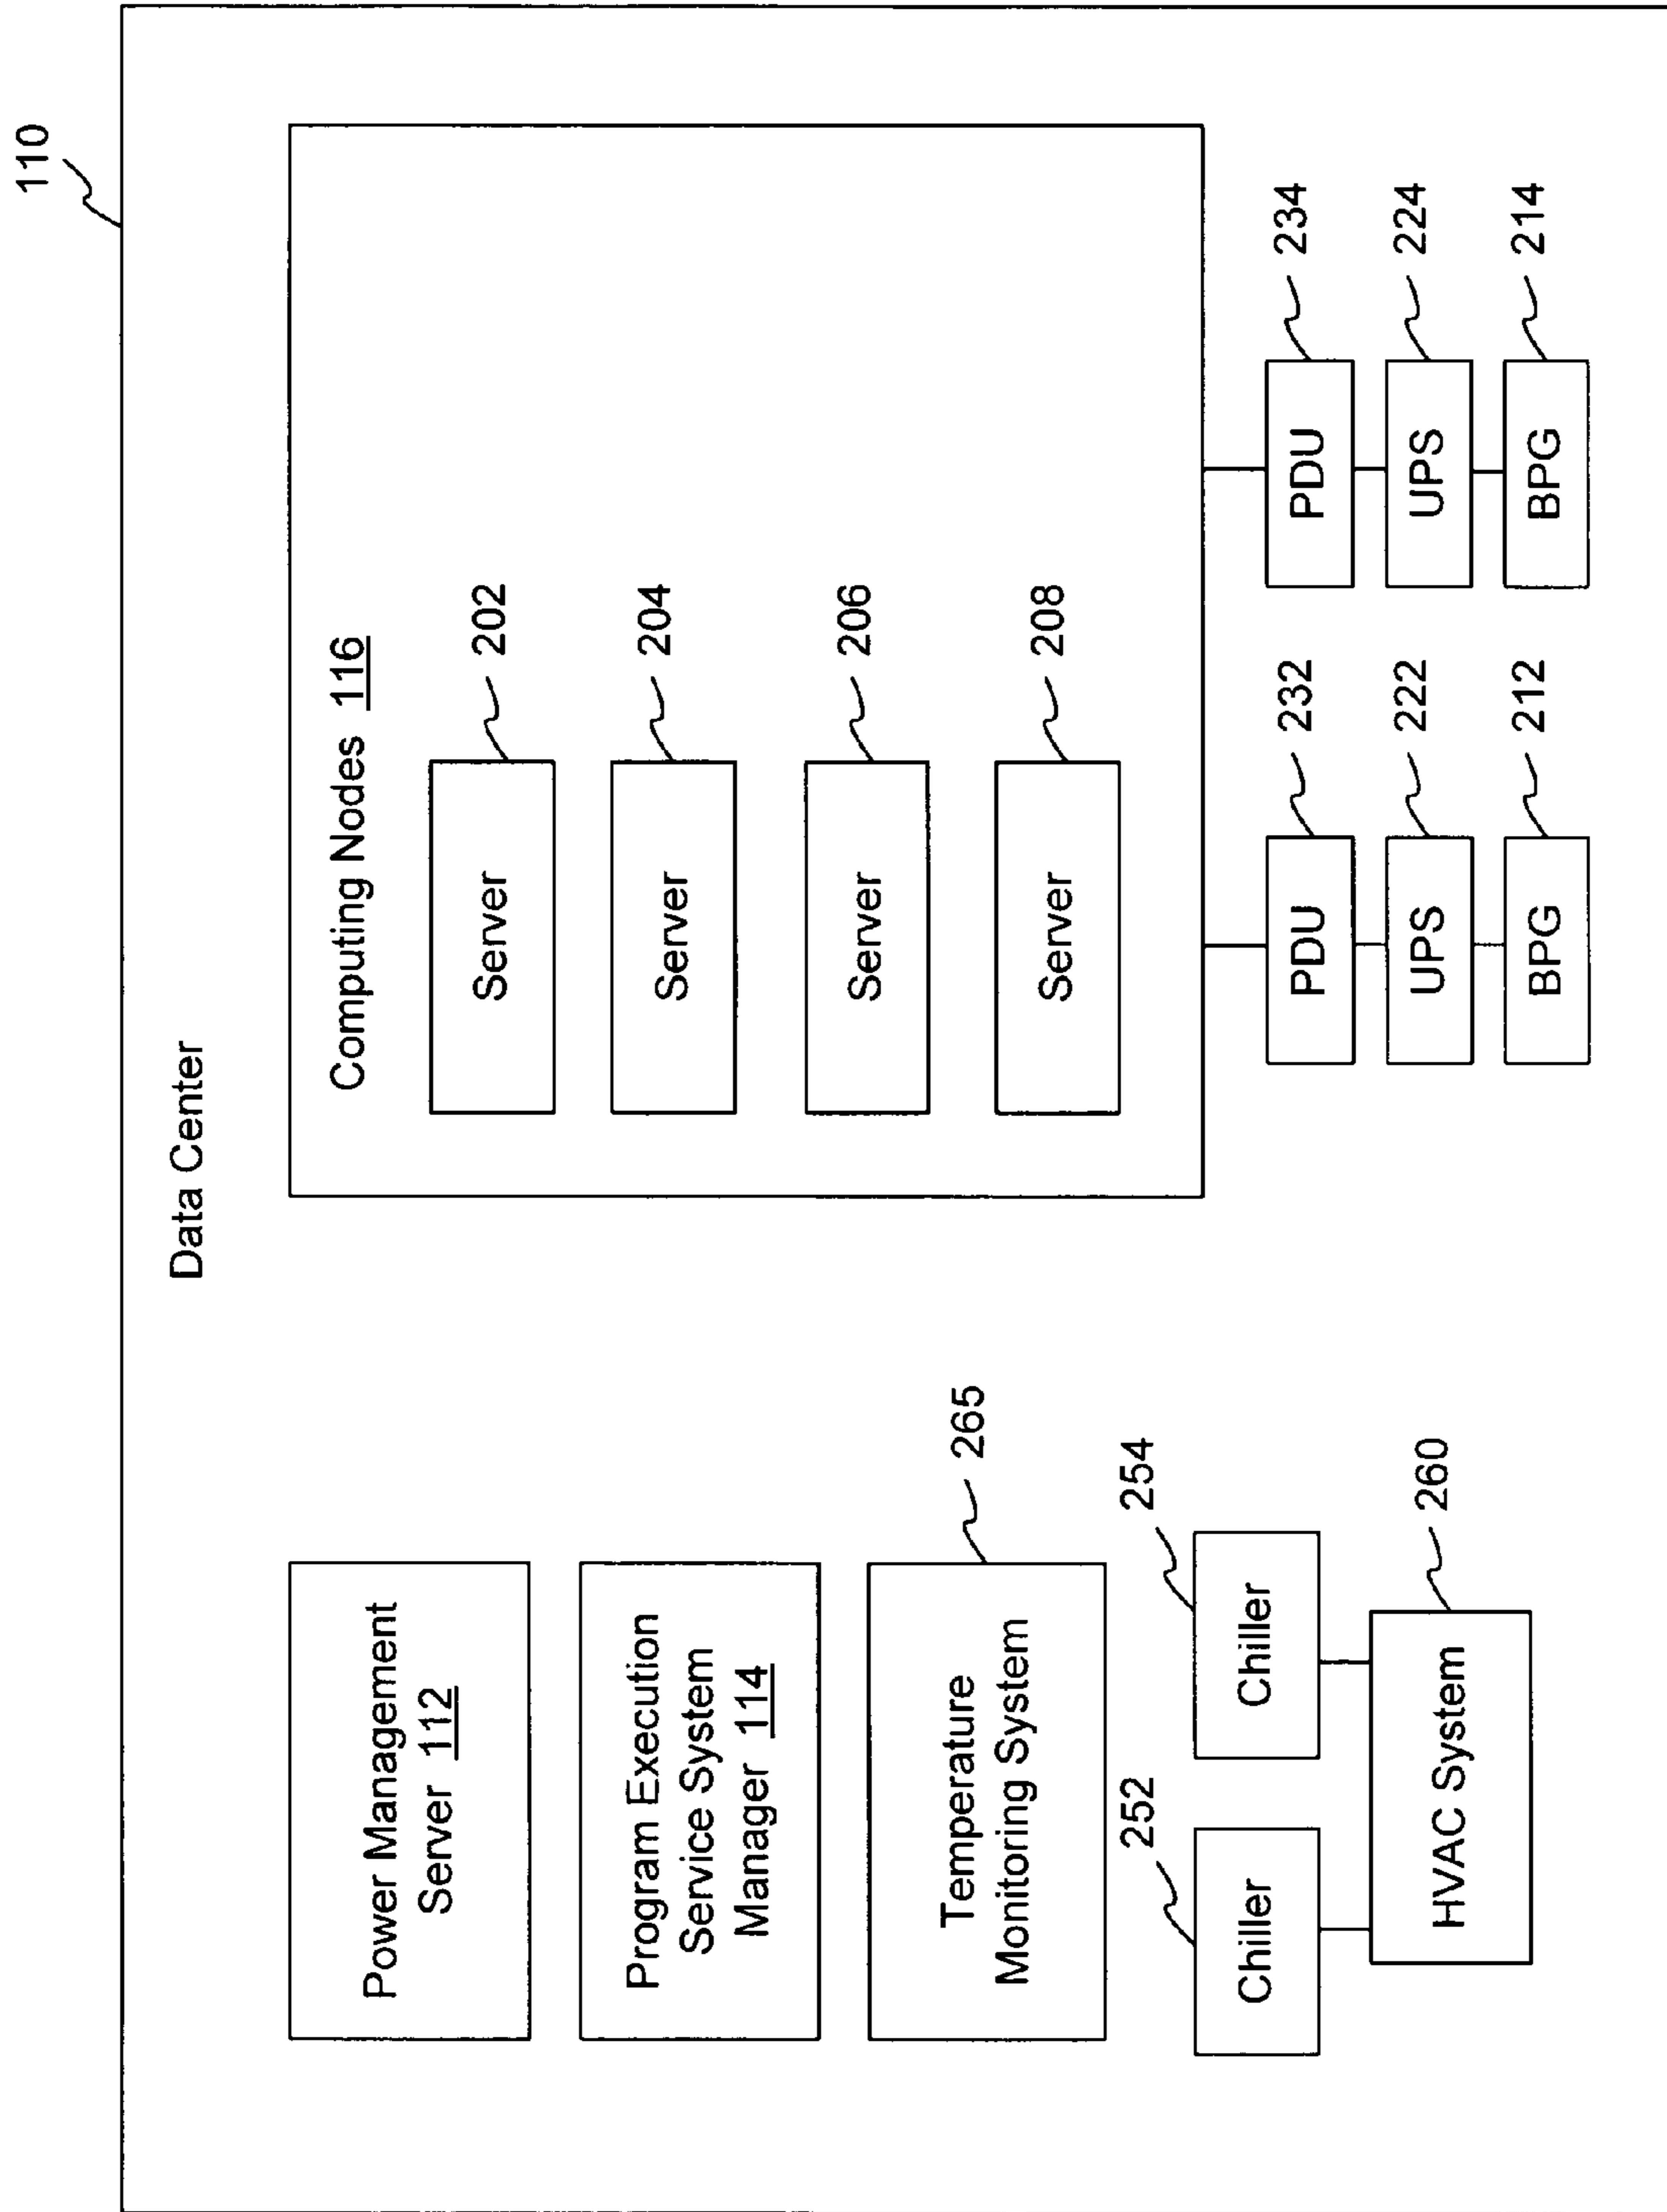 110
Data Center
Power Management
Server 112
Program Execution
Service System
Manager 114
Temperature
Monitoring System
265
252
Chiller
254
Chiller
HVAC System
260
Computing Nodes 116
Server
202
Server
204
Server
206
Server
208
PDU
232
UPS
222
BPG
212
PDU
234
UPS
224
BPG
214